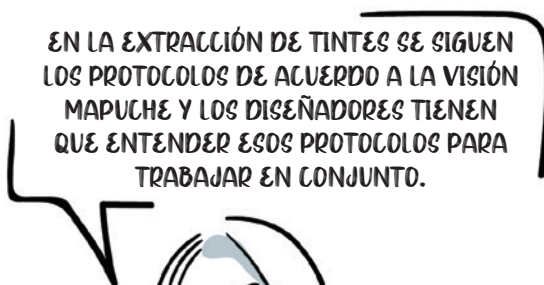 EN LA EXTRACCIÓN DE TINTES SE SIGUEN
LOS PROTOCOLOS DE ACUERDO A LA VISIÓN
MAPUCHE Y LOS DISEÑADORES TIENEN
QUE ENTENDER ESOS PROTOCOLOS PARA
TRABAJAR EN CONJUNTO.